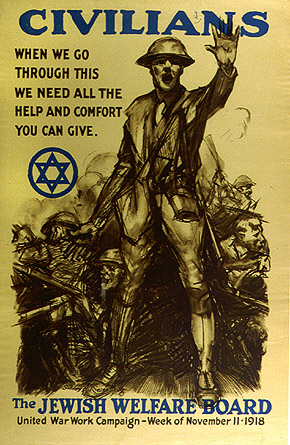 CIVILIANS
WHEN WE GO
THROUGH THIS
WE NEED ALL THE
HELP AND COMFORT
YOU CAN GIVE.
The JEWISH WELFARE BOARD
United War Work Campaign–Week of November 11·1918